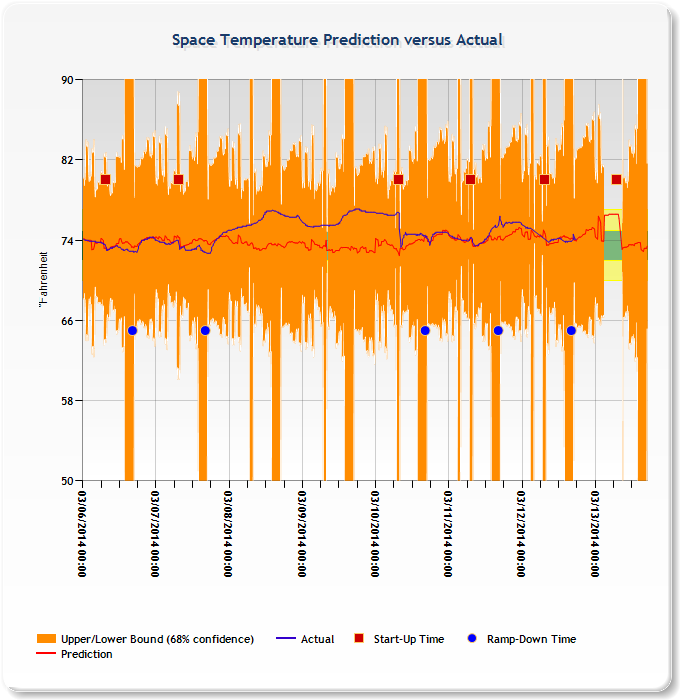 Space Temperature Prediction versus Actual
90
82
74
66
58
50
°Fahrenheit
03/06/2014 00:00
03/07/2014 00:00
03/08/2014 00:00
03/09/2014 00:00
03/10/2014 00:00
03/11/2014 00:00
03/12/2014 00:00
03/13/2014 00:00
Upper/Lower Bound (68% confidence)
Actual
Start-Up Time
Ramp-Down Time
Prediction